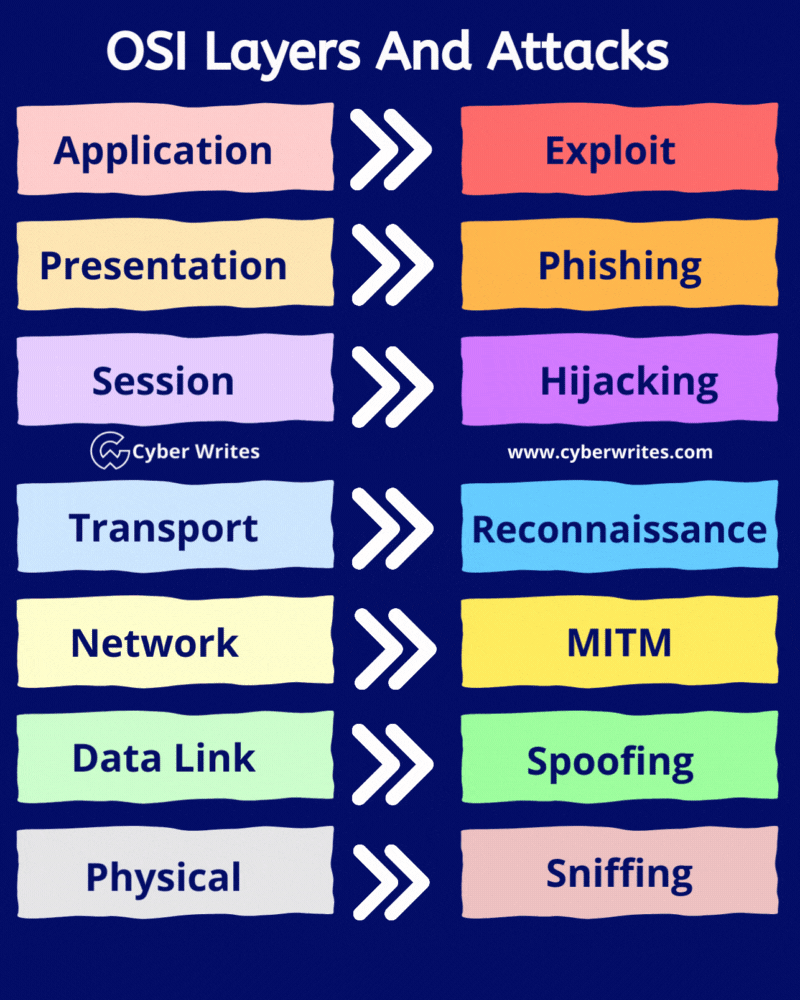 OSI Layers And Attacks
Application
Exploit
Presentation
Phishing
Session
Hijacking
Cyber Writes
www.cyberwrites.com
Transport
Reconnaissance
Network
MITM
Data Link
Spoofing
Physical
Sniffing